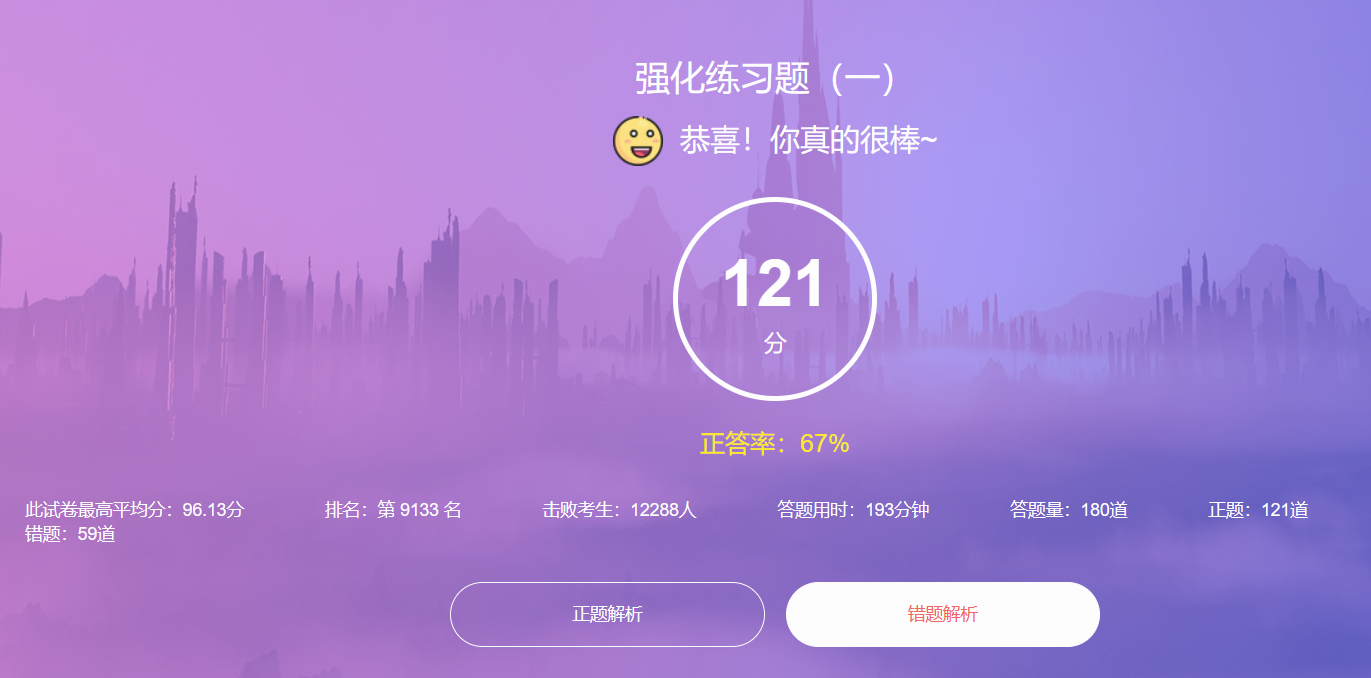 强化练习题（一）
恭喜！你真的很棒~
121
分
正答率：67%
此试卷最高平均分：96.13分 排名：第 9133 名 击败考生：12288人 答题用时：193分钟 答题量：180道 正题：121道
错题：59道
正题解析 错题解析